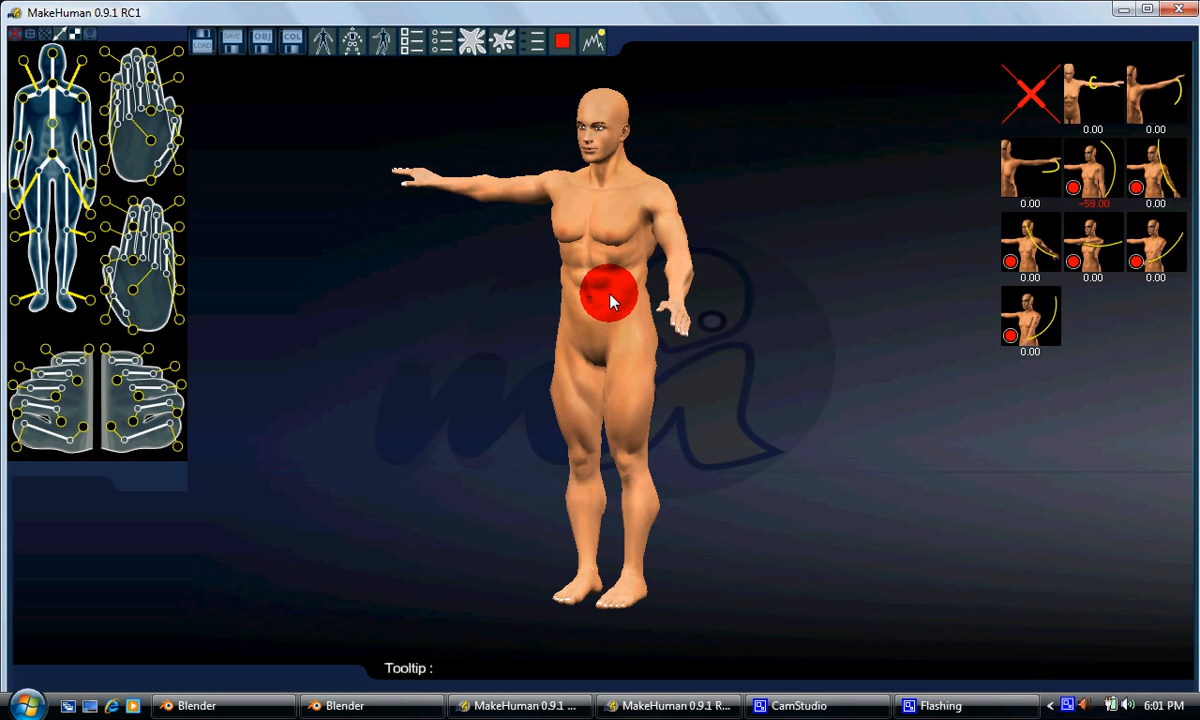 MakeHuman 0.9.1 RC1
LOAD SAVE OBJ COL
0.00 0.00
0.00 -59.00 0.00
0.00 0.00 0.00
0.00
mh
Tooltip :
Blender Blender MakeHuman 0.9.1 ... MakeHuman 0.9.1 R... CamStudio Flashing < 6:01 PM